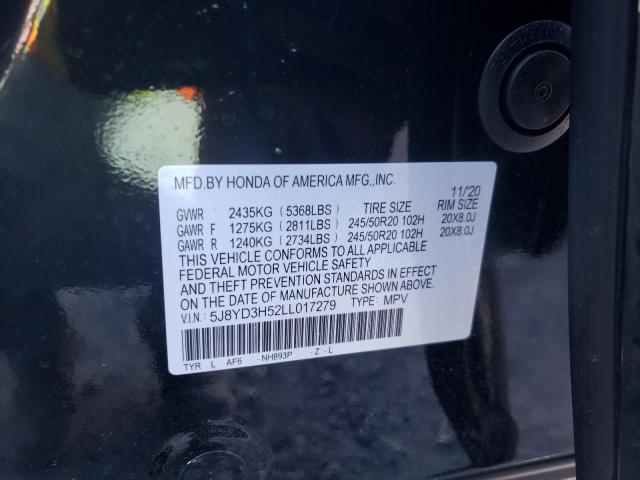 MFD.BY HONDA OF AMERICA MFG.,INC.
11/'20
GVWR 2435KG (5368LBS) TIRE SIZE RIM SIZE
GAWR F 1275KG (2811LBS) 245/50R20 102H 20X8.0J
GAWR R 1240KG (2734LBS) 245/50R20 102H 20X8.0J
THIS VEHICLE CONFORMS TO ALL APPLICABLE
FEDERAL MOTOR VEHICLE SAFETY
AND THEFT PREVENTION STANDARDS IN EFFECT
ON THE DATE OF MANUFACTURE SHOWN ABOVE.
V.I.N.: 5J8YD3H52LL017279 TYPE: MPV
TYR L AF6 -NH893P -Z -L